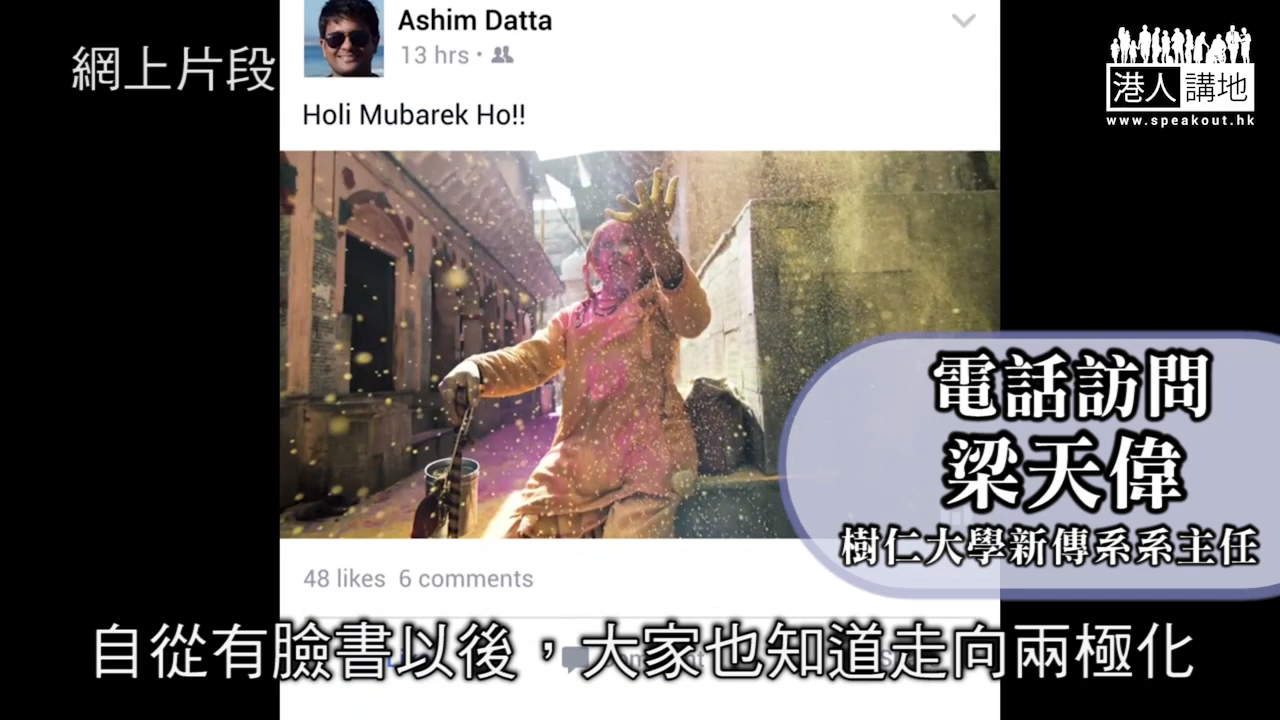 網上片段
Ashim Datta
13 hrs
Holi Mubarek Ho!!
港人講地
www.speakout.hk
電話訪問
梁天偉
樹仁大學新傳系系主任
48 likes 6 comments
自從有臉書以後，大家也知道走向兩極化